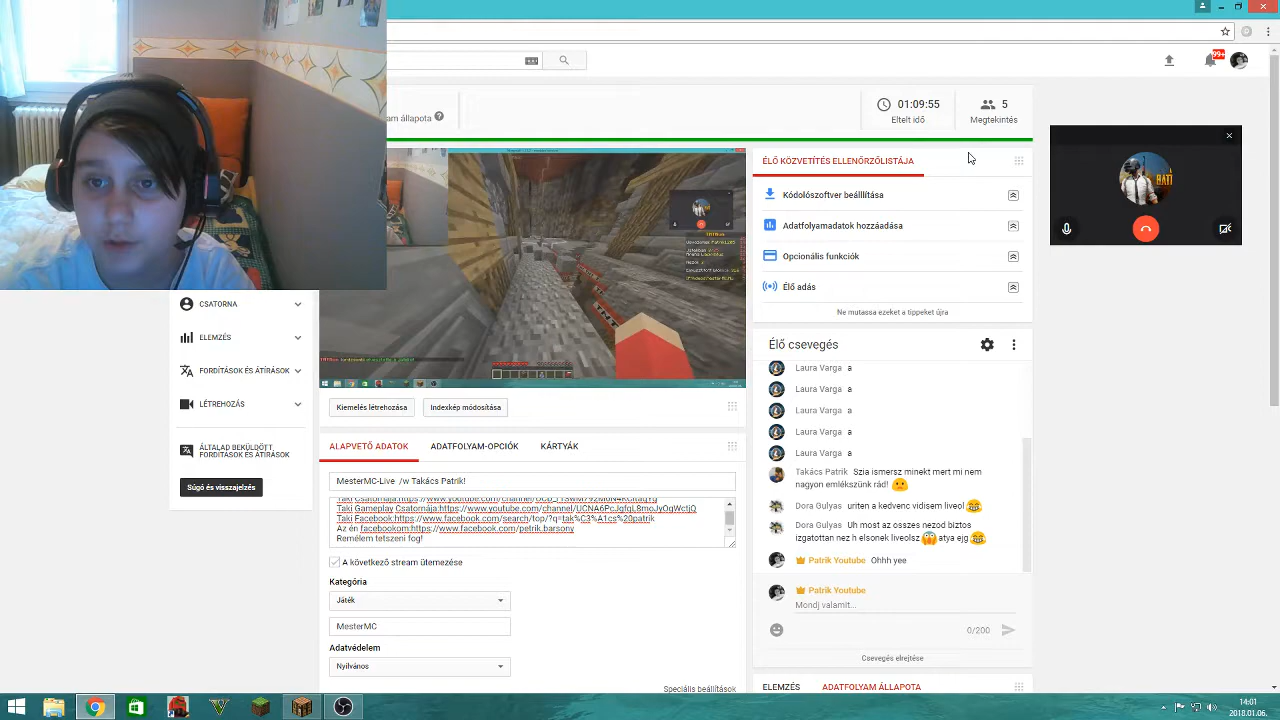 99+
am állapota
01:09:55
Eltelt idő
5
Megtekintés
ÉLŐ KÖZVETÍTÉS ELLENŐRZŐLISTÁJA
Kódolószoftver beállítása
Adatfolyamadatok hozzáadása
Opcionális funkciók
Élő adás
Ne mutassa ezeket a tippeket újra
CSATORNA
ELEMZÉS
FORDÍTÁSOK ÉS ÁTÍRÁSOK
LÉTREHOZÁS
ÁLTALAD BEKÜLDÖTT
FORDÍTÁSOK ÉS ÁTÍRÁSOK
Súgó és visszajelzés
Kiemelés létrehozása
Indexkép módosítása
ALAPVETŐ ADATOK
ADATFOLYAM-OPCIÓK
KÁRTYÁK
MesterMC-Live /w Takács Patrik!
Taki Gameplay Csatornája:https://www.youtube.com/channel/UCNA6PcJqfqL8moJyOqWctjQ
Taki Facebook:https://www.facebook.com/search/top/?q=tak%C3%A1cs%20patrik
Az én facebookom:https://www.facebook.com/petrik.barsony
Remélem tetszeni fog!
A következő stream ütemezése
Kategória
Játék
MesterMC
Adatvédelem
Nyilvános
Speciális beállítások
Élő csevegés
Laura Varga a
Laura Varga a
Laura Varga a
Laura Varga a
Laura Varga a
Takács Patrik Szia ismersz minekt mert mi nem
nagyon emlékszünk rád!
Dora Gulyas uriten a kedvenc vidisem liveol
Dora Gulyas Uh most az összes nezod biztos
izgatottan nez h elsonek liveolsz atya ejg
Patrik Youtube Ohhh yee
Patrik Youtube
Mondj valamit...
0/200
Csevegés elrejtése
ELEMZÉS
ADATFOLYAM ÁLLAPOTA
14:01
2018.01.06.